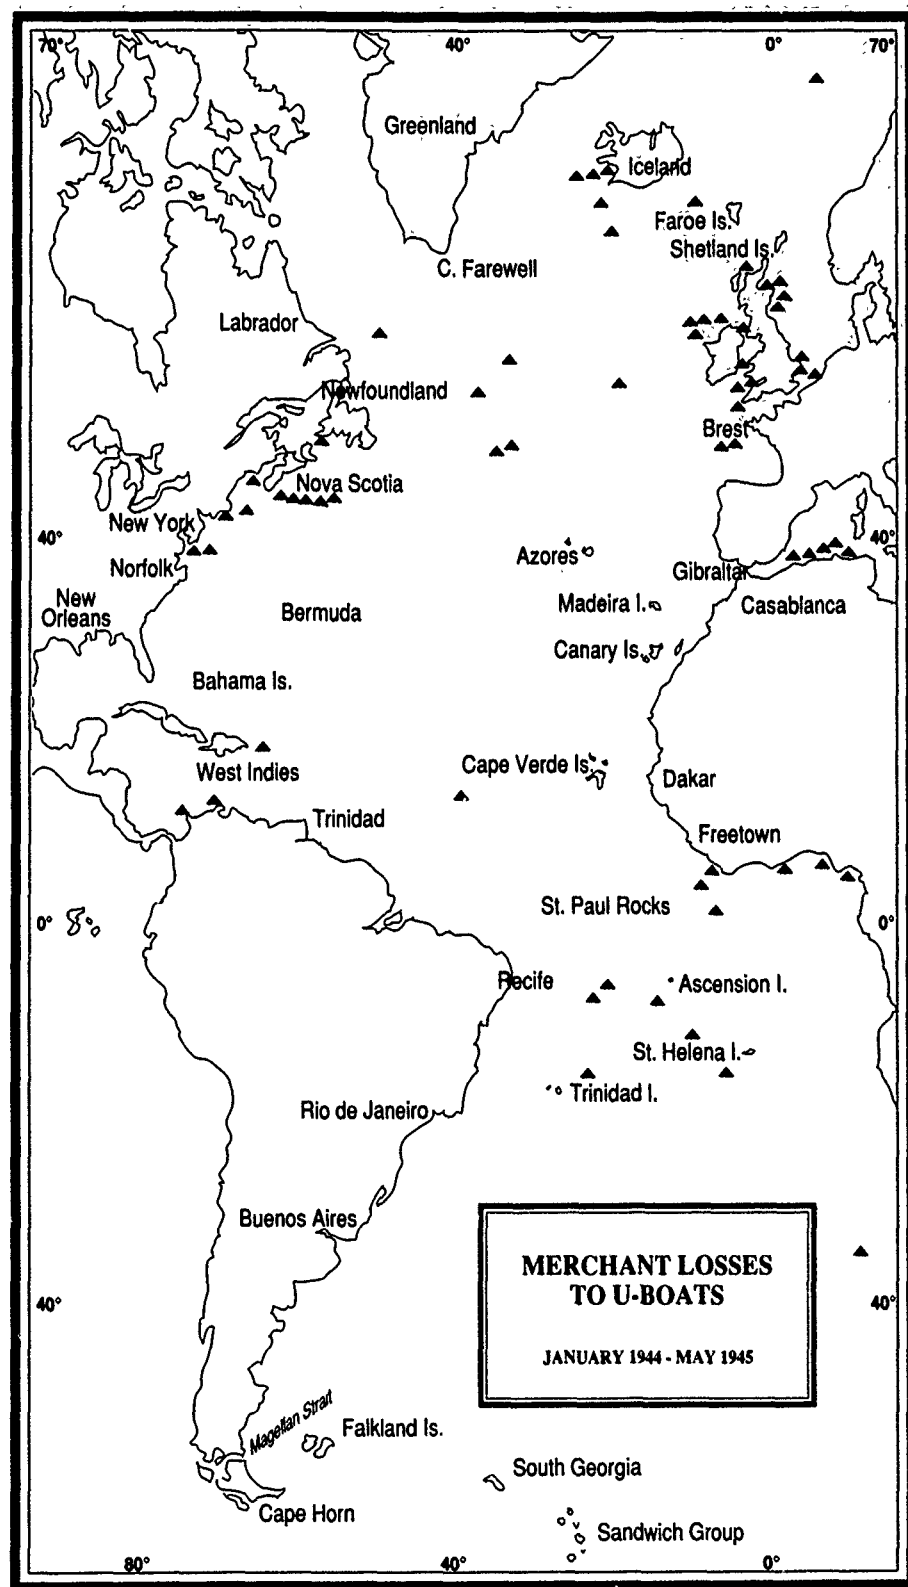 70° 40° 0° 70°
Greenland
Iceland
Faroe Is.
Shetland Is.
C. Farewell
Labrador
Newfoundland
Brest
Nova Scotia
New York
40° 40°
Azores
Norfolk
Gibraltar
New
Orleans
Bermuda
Madeira I.
Casablanca
Canary Is.
Bahama Is.
Cape Verde Is.
West Indies
Dakar
Trinidad
Freetown
St. Paul Rocks
0° 0°
Recife
Ascension I.
St. Helena I.
Trinidad I.
Rio de Janeiro
Buenos Aires
MERCHANT LOSSES
TO U-BOATS
JANUARY 1944 - MAY 1945
40° 40°
Magellan Strait
Falkland Is.
South Georgia
Cape Horn
Sandwich Group
80° 40° 0°